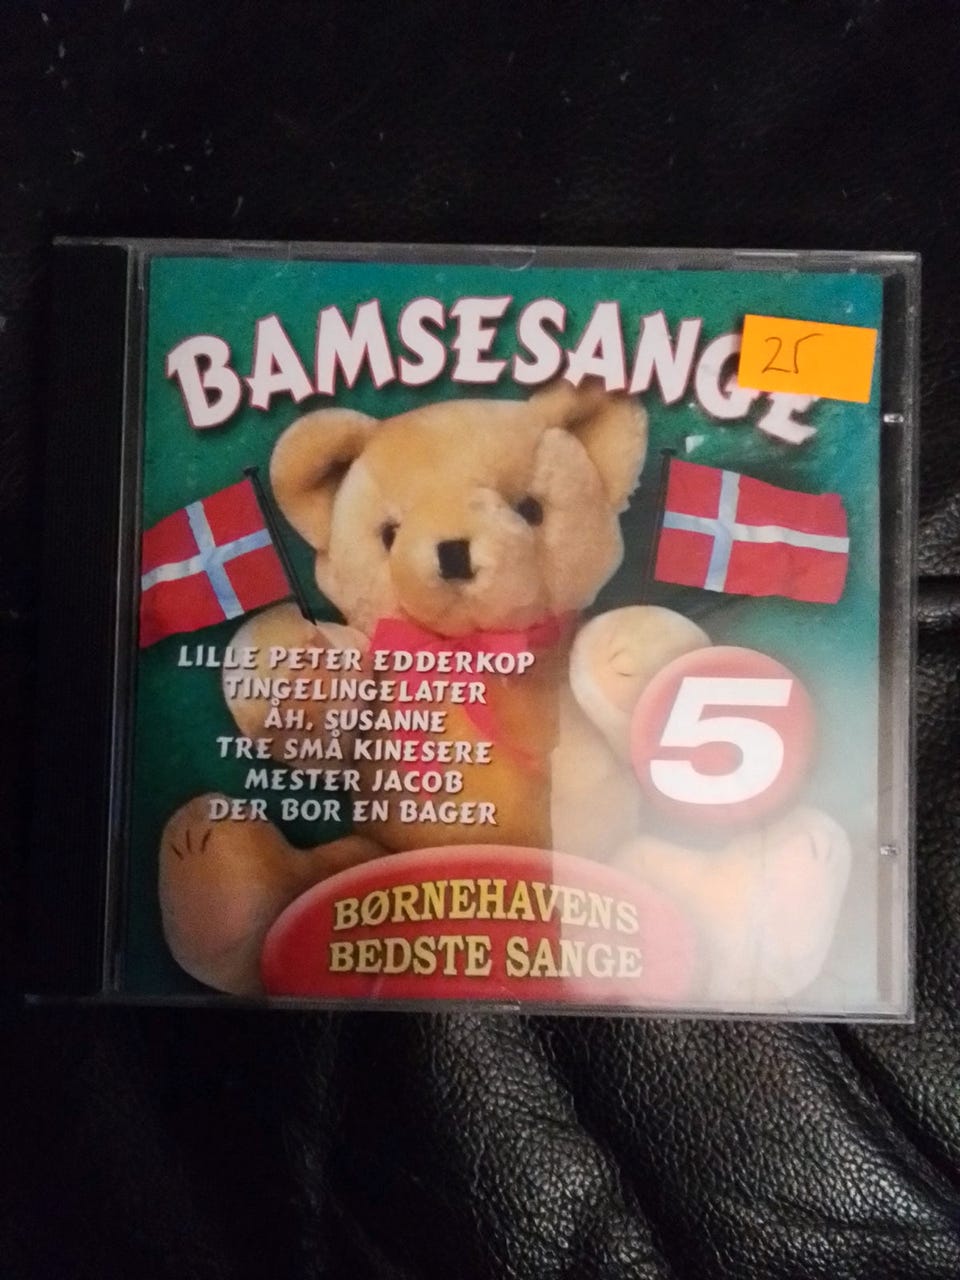 BAMSESANGE
25
LILLE PETER EDDERKOP
TINGELINGELATER
ÅH, SUSANNE
TRE SMÅ KINESERE
MESTER JACOB
DER BOR EN BAGER
5
BØRNEHAVENS
BEDSTE SANGE